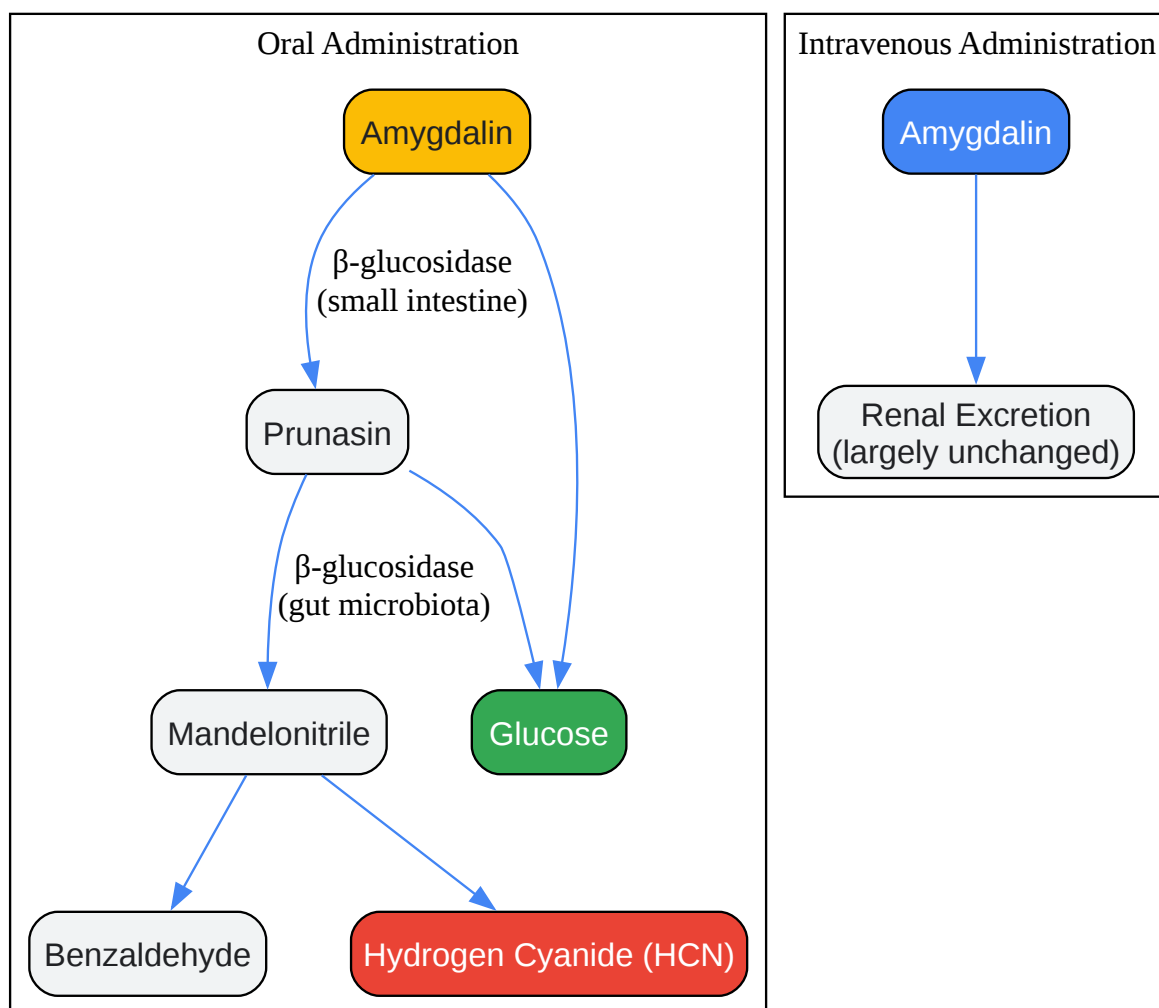 Oral Administration
Amygdalin
β-glucosidase
(small intestine)
Prunasin
β-glucosidase
(gut microbiota)
Mandelonitrile
Glucose
Benzaldehyde
Hydrogen Cyanide (HCN)
Intravenous Administration
Amygdalin
Renal Excretion
(largely unchanged)